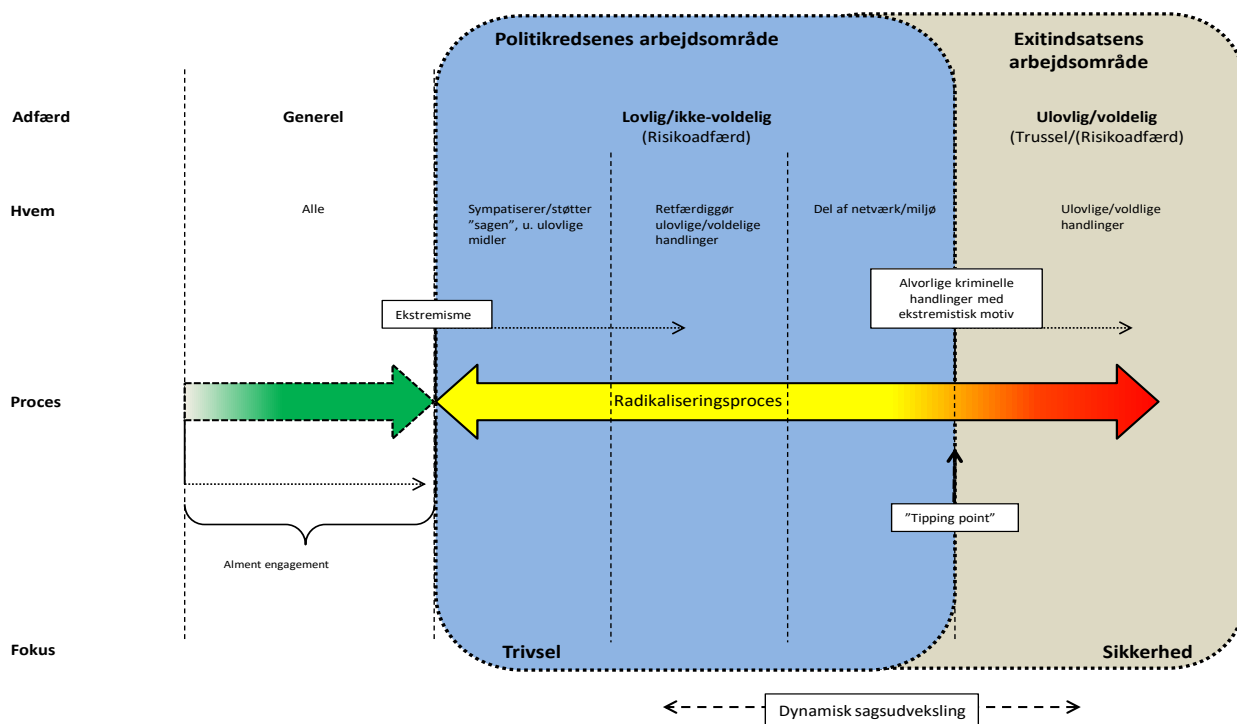 Politikredsenes arbejdsområde
Exitindsatsens
arbejdsområde
Adfærd
Generel
Lovlig/ikke-voldelig
(Risikoadfærd)
Ulovlig/voldelig
(Trussel/(Risikoadfærd)
Hvem
Alle
Sympatiserer/støtter
”sagen”, u. ulovlige
midler
Retfærdiggør
ulovlige/voldelige
handlinger
Del af netværk/miljø
Ulovlige/voldlige
handlinger
Ekstremisme
Alvorlige kriminelle
handlinger med
ekstremistisk motiv
Proces
Radikaliseringsproces
”Tipping point”
Alment engagement
Fokus
Trivsel
Sikkerhed
Dynamisk sagsudveksling